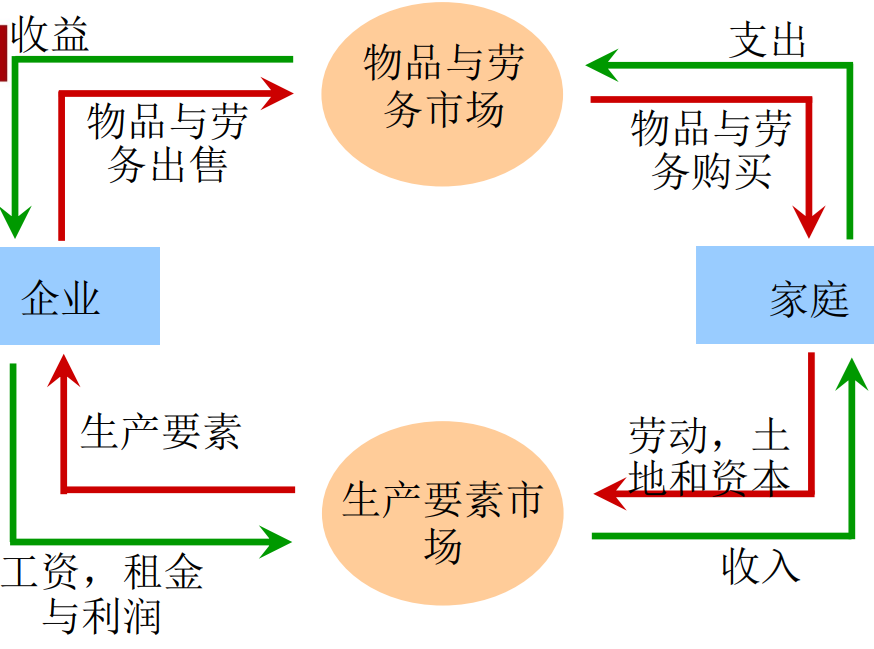 收益
支出
物品与劳
务市场
物品与劳
务出售
物品与劳
务购买
企业
家庭
生产要素
劳动，土
地和资本
生产要素市
场
工资，租金
与利润
收入